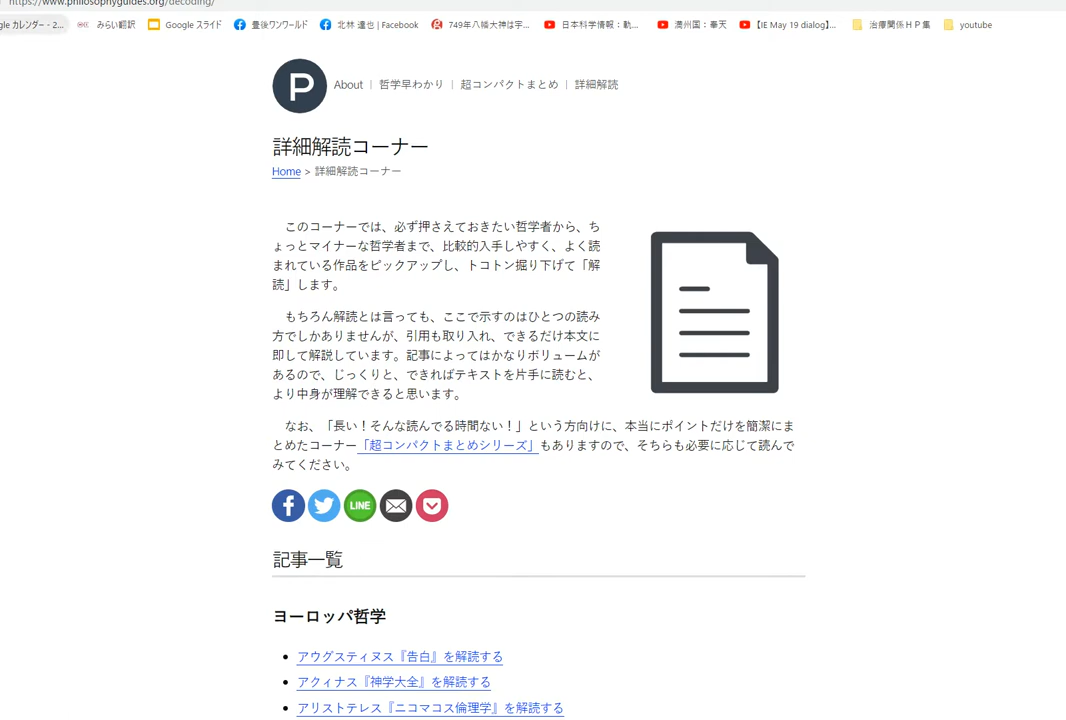 https://www.philosophyguides.org/decoding/
gle カレンダー - 2... みらい翻訳 Google スライド 豊後ワンワールド 北林 達也 | Facebook 749年八幡大神は宇... 日本科学情報：軌... 満州国：奉天 【IE May 19 dialog】... 治療関係ＨＰ集 youtube
P About | 哲学早わかり | 超コンパクトまとめ | 詳細解読
詳細解読コーナー
Home > 詳細解読コーナー
このコーナーでは、必ず押さえておきたい哲学者から、ち
ょっとマイナーな哲学者まで、比較的入手しやすく、よく読
まれている作品をピックアップし、トコトン掘り下げて「解
読」します。
もちろん解読とは言っても、ここで示すのはひとつの読み
方でしかありませんが、引用も取り入れ、できるだけ本文に
即して解説しています。記事によってはかなりボリュームが
あるので、じっくりと、できればテキストを片手に読むと、
より中身が理解できると思います。
なお、「長い！そんな読んでる時間ない！」という方向けに、本当にポイントだけを簡潔にま
とめたコーナー「超コンパクトまとめシリーズ」もありますので、そちらも必要に応じて読んで
みてください。
LINE
記事一覧
ヨーロッパ哲学
アウグスティヌス『告白』を解読する
アクィナス『神学大全』を解読する
アリストテレス『ニコマコス倫理学』を解読する